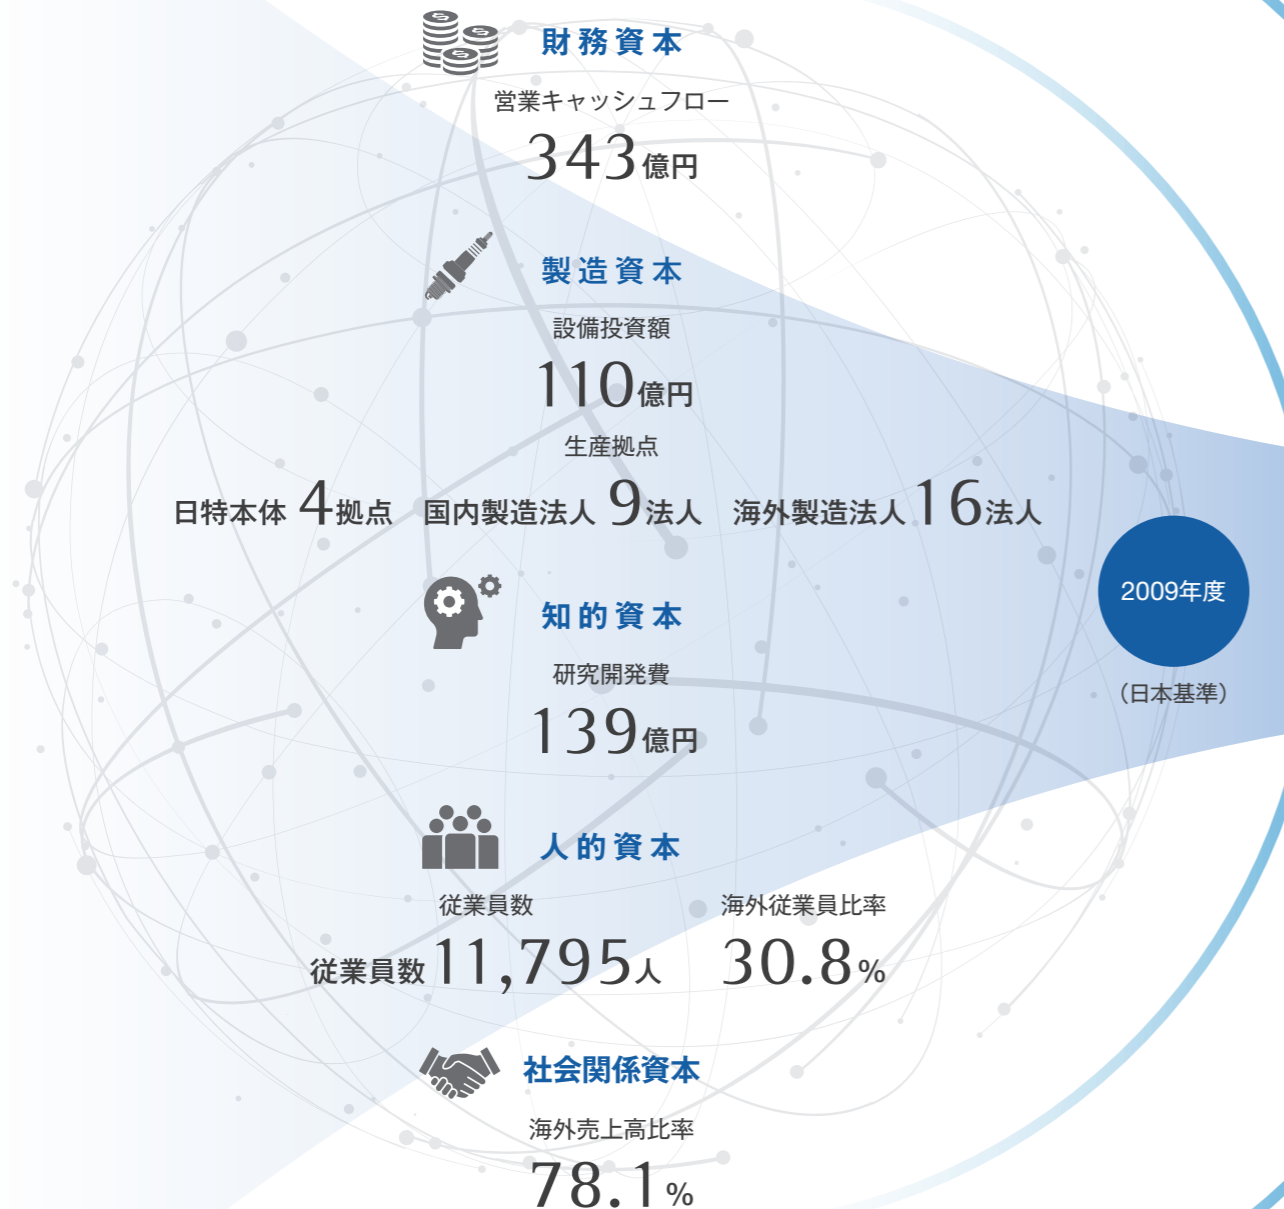 財務資本
営業キャッシュフロー
343億円
製造資本
設備投資額
110億円
生産拠点
日特本体 4拠点 国内製造法人 9法人 海外製造法人 16法人
2009年度
（日本基準）
知的資本
研究開発費
139億円
人的資本
従業員数 海外従業員比率
従業員数 11,795人 30.8%
社会関係資本
海外売上高比率
78.1%